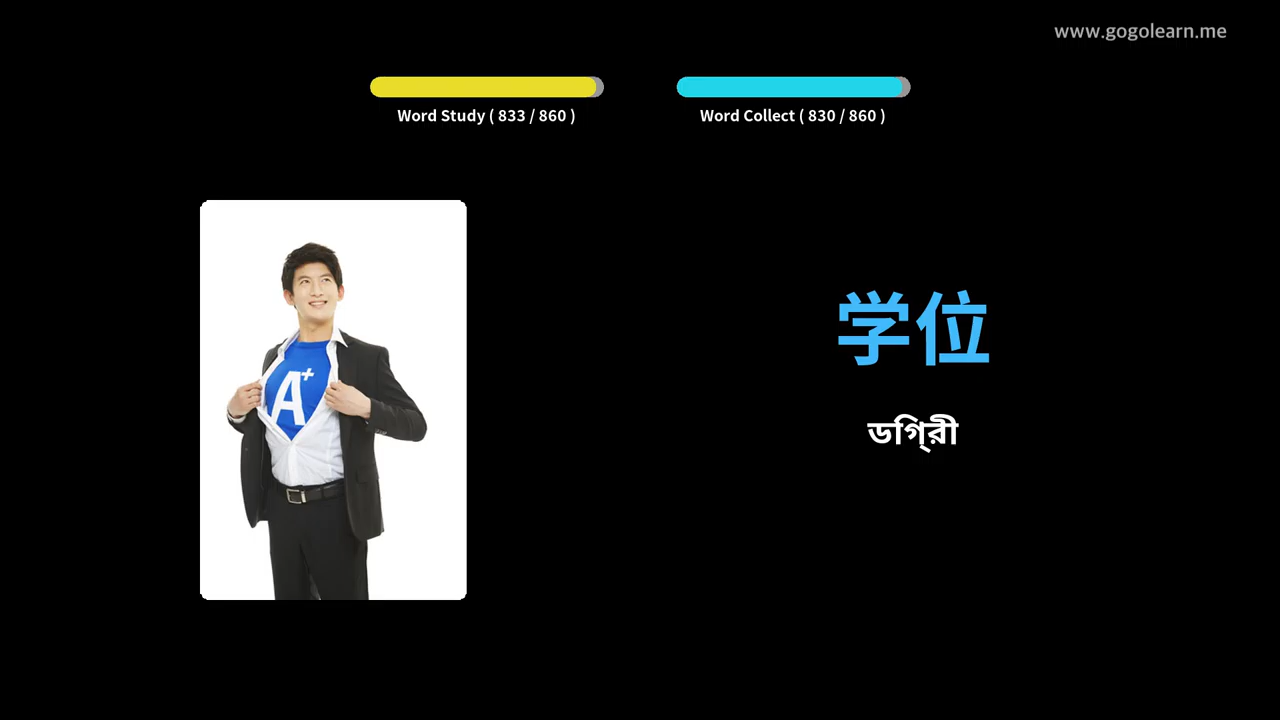 www.gogolearn.me
Word Study ( 833 / 860 )
Word Collect ( 830 / 860 )
A+
学位
ডিগ্রী